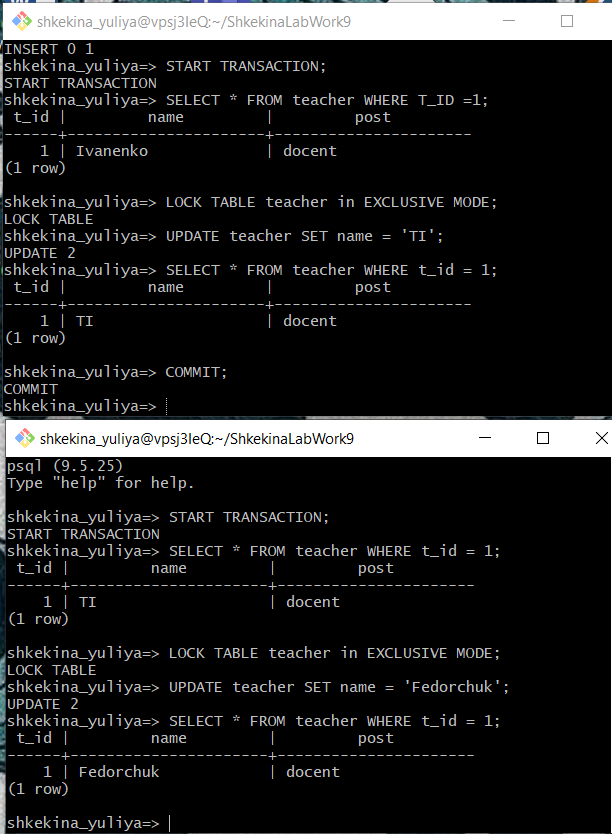 shkekina_yuliya@vpsj3leQ:~/ShkekinaLabWork9
INSERT 0 1
shkekina_yuliya=> START TRANSACTION;
START TRANSACTION
shkekina_yuliya=> SELECT * FROM teacher WHERE T_ID =1;
 t_id |         name         |         post
------+----------------------+----------------------
    1 | Ivanenko             | docent
(1 row)

shkekina_yuliya=> LOCK TABLE teacher in EXCLUSIVE MODE;
LOCK TABLE
shkekina_yuliya=> UPDATE teacher SET name = 'TI';
UPDATE 2
shkekina_yuliya=> SELECT * FROM teacher WHERE t_id = 1;
 t_id |         name         |         post
------+----------------------+----------------------
    1 | TI                   | docent
(1 row)

shkekina_yuliya=> COMMIT;
COMMIT
shkekina_yuliya=>
shkekina_yuliya@vpsj3leQ:~/ShkekinaLabWork9
psql (9.5.25)
Type "help" for help.

shkekina_yuliya=> START TRANSACTION;
START TRANSACTION
shkekina_yuliya=> SELECT * FROM teacher WHERE t_id = 1;
 t_id |         name         |         post
------+----------------------+----------------------
    1 | TI                   | docent
(1 row)

shkekina_yuliya=> LOCK TABLE teacher in EXCLUSIVE MODE;
LOCK TABLE
shkekina_yuliya=> UPDATE teacher SET name = 'Fedorchuk';
UPDATE 2
shkekina_yuliya=> SELECT * FROM teacher WHERE t_id = 1;
 t_id |         name         |         post
------+----------------------+----------------------
    1 | Fedorchuk            | docent
(1 row)

shkekina_yuliya=>